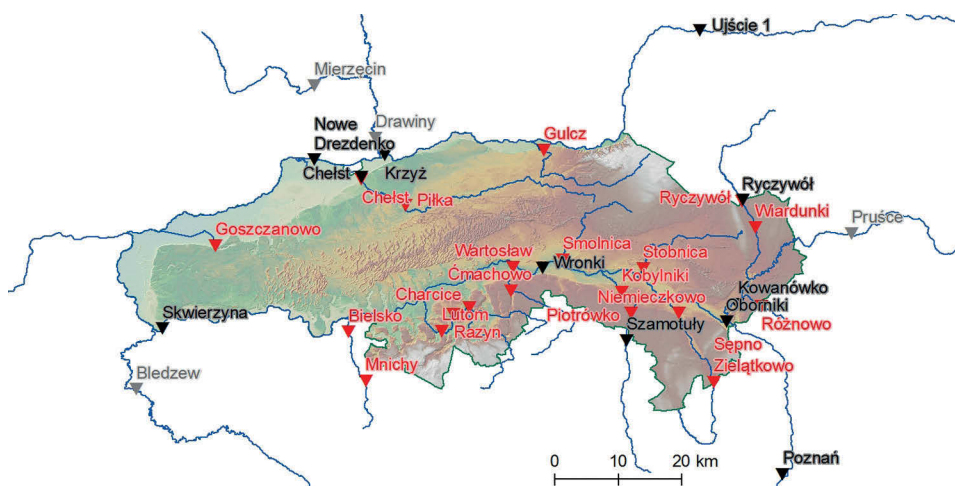 Ujście 1
Mierzęcin
Nowe
Drezdenko
Drawiny
Gulcz
Chełst
Krzyż
Chełst
Piłka
Ryczywół
Ryczywół
Wiardunki
Pruśce
Goszczanowo
Wartosław
Smolnica
Stobnica
Wronki
Ćmachowo
Kobylniki
Kowanówko
Charcice
Niemieczkowo
Oborniki
Skwierzyna
Bielsko
Lutom
Piotrówko
Szamotuły
Różnowo
Razyn
Sępno
Mnichy
Zielątkowo
Bledzew
Poznań
0 10 20 km